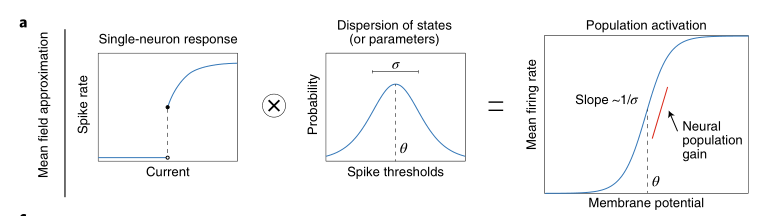 a
Mean field approximation
Single-neuron response
Spike rate
Current
Dispersion of states
(or parameters)
Probability
σ
θ
Spike thresholds
Population activation
Mean firing rate
Slope ~1/σ
Neural
population
gain
θ
Membrane potential